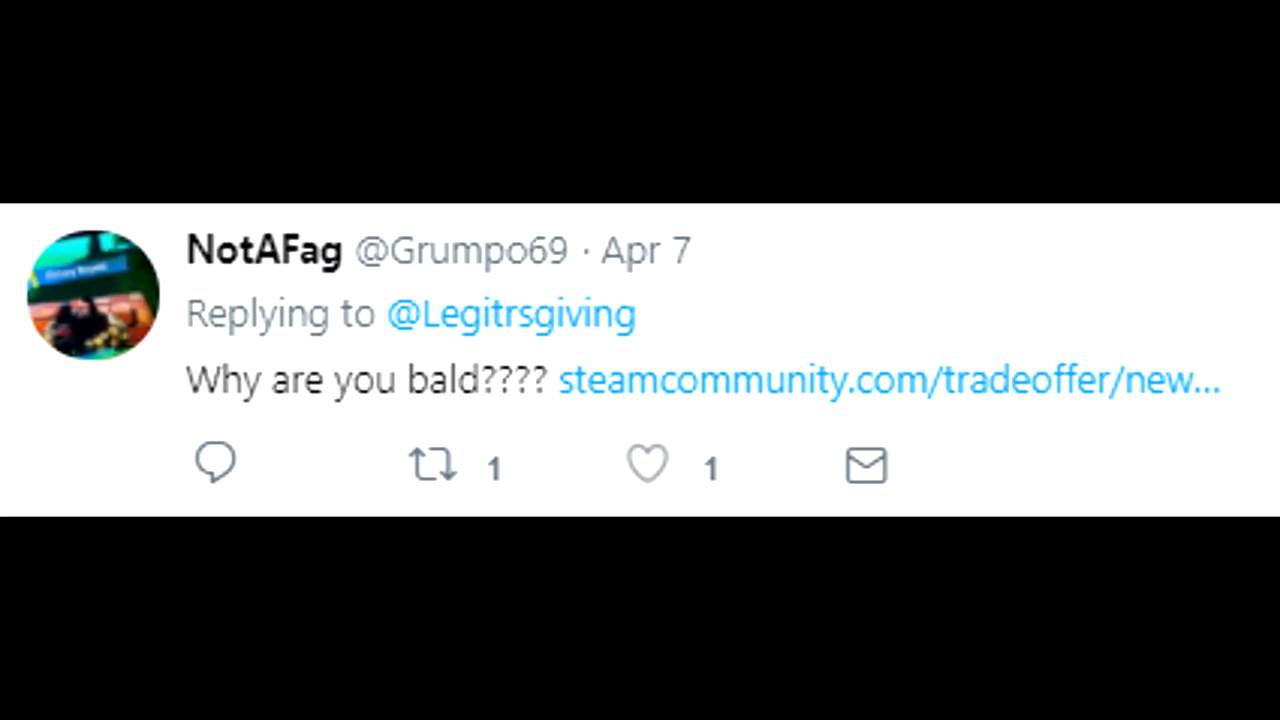 NotAFag @Grumpo69 · Apr 7
Replying to @Legitrsgiving
Why are you bald???? steamcommunity.com/tradeoffer/new...
1 1